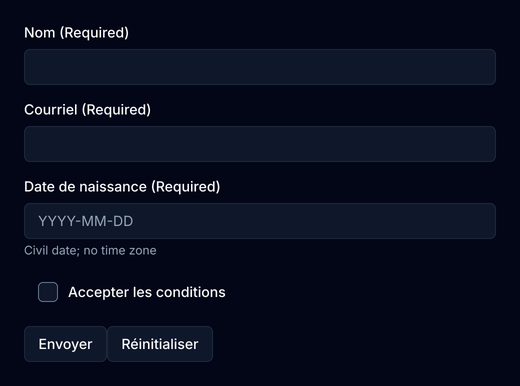 Nom (Required)
Courriel (Required)
Date de naissance (Required)
YYYY-MM-DD
Civil date; no time zone
Accepter les conditions
Envoyer Réinitialiser